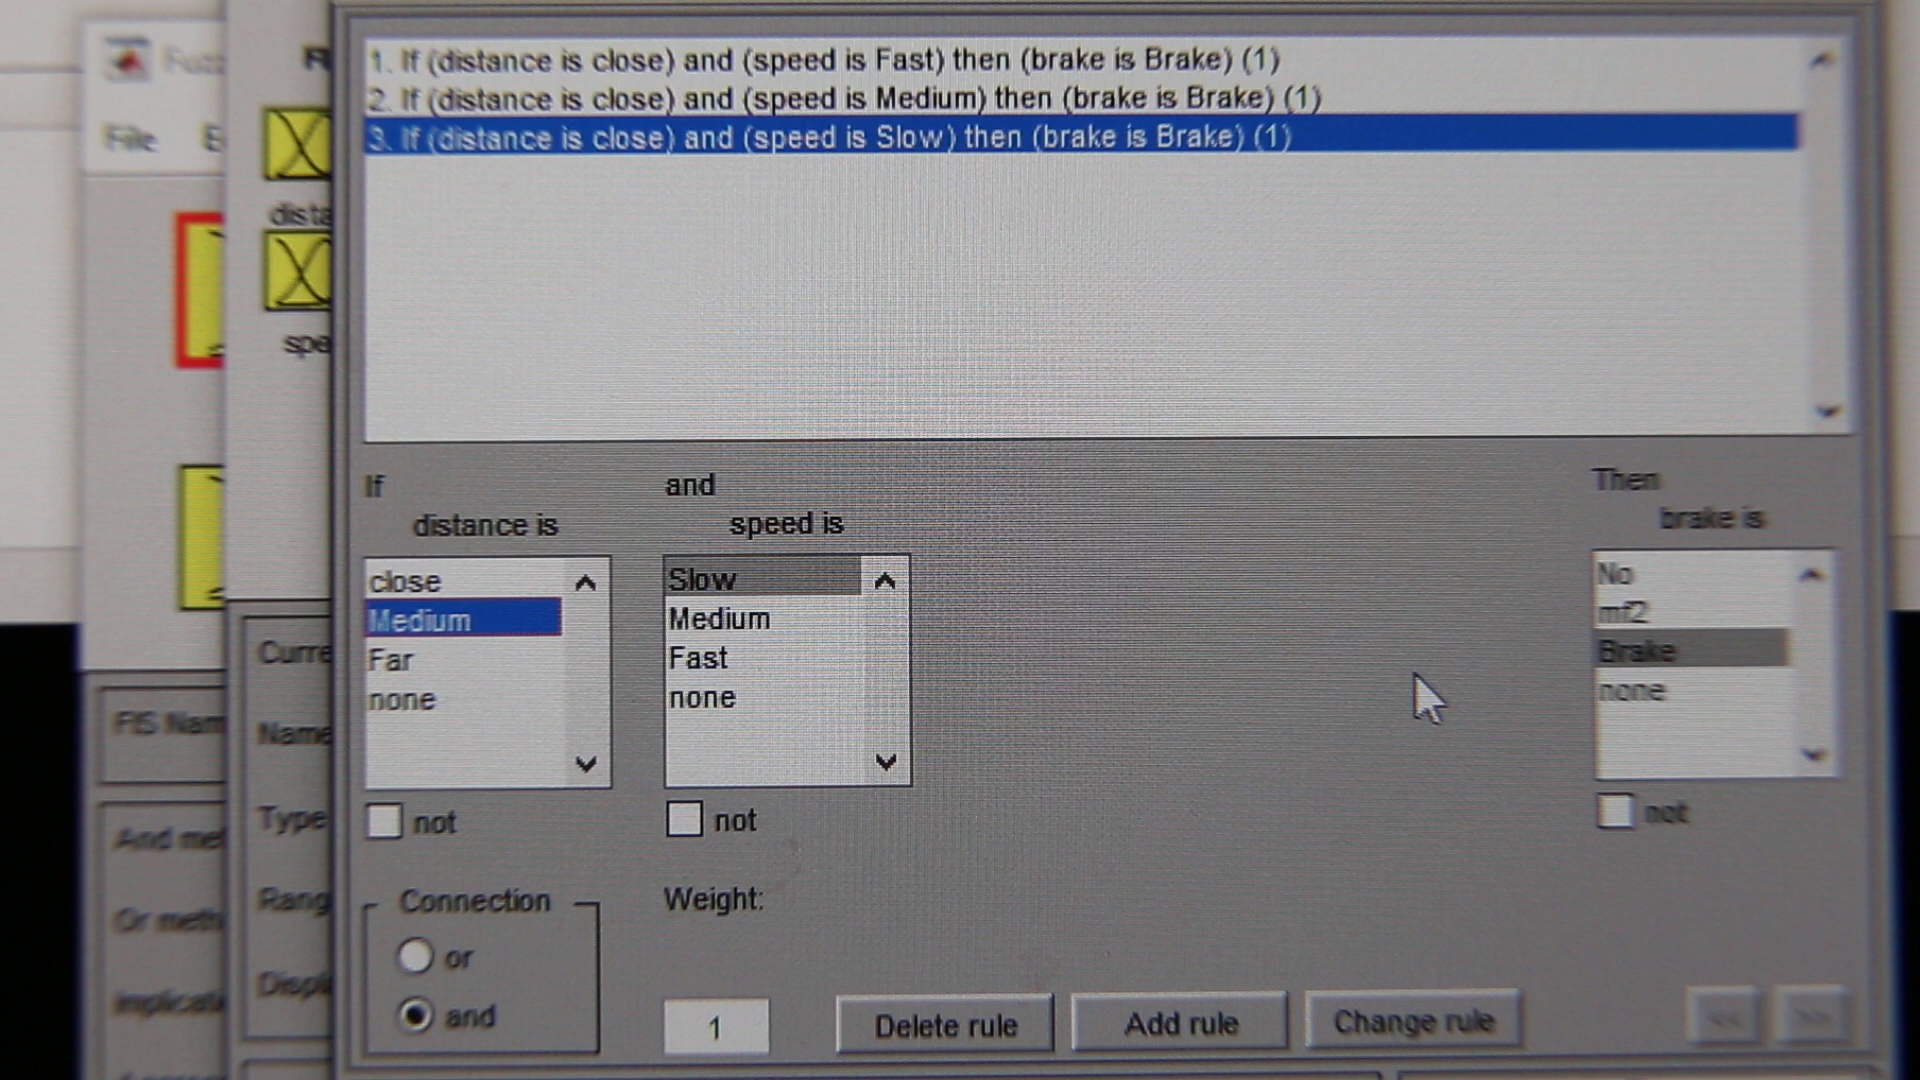 1. If (distance is close) and (speed is Fast) then (brake is Brake) (1)
2. If (distance is close) and (speed is Medium) then (brake is Brake) (1)
3. If (distance is close) and (speed is Slow) then (brake is Brake) (1)
File
If
and
Then
distance is
speed is
brake is
close
Medium
Far
none
Slow
Medium
Fast
none
No
mf2
Brake
none
not
not
not
Connection
or
and
Weight:
1
Delete rule
Add rule
Change rule
<<
>>
FIS Nam
And met
Or meth
Implicati
dista
spe
Curre
Name
Type
Rang
Displ